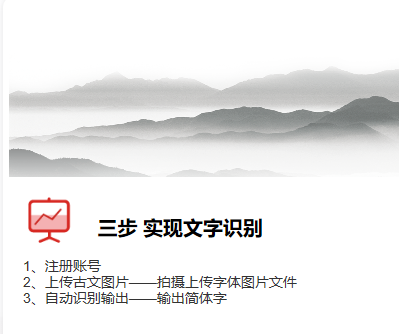 三步 实现文字识别
1、注册账号
2、上传古文图片——拍摄上传字体图片文件
3、自动识别输出——输出简体字